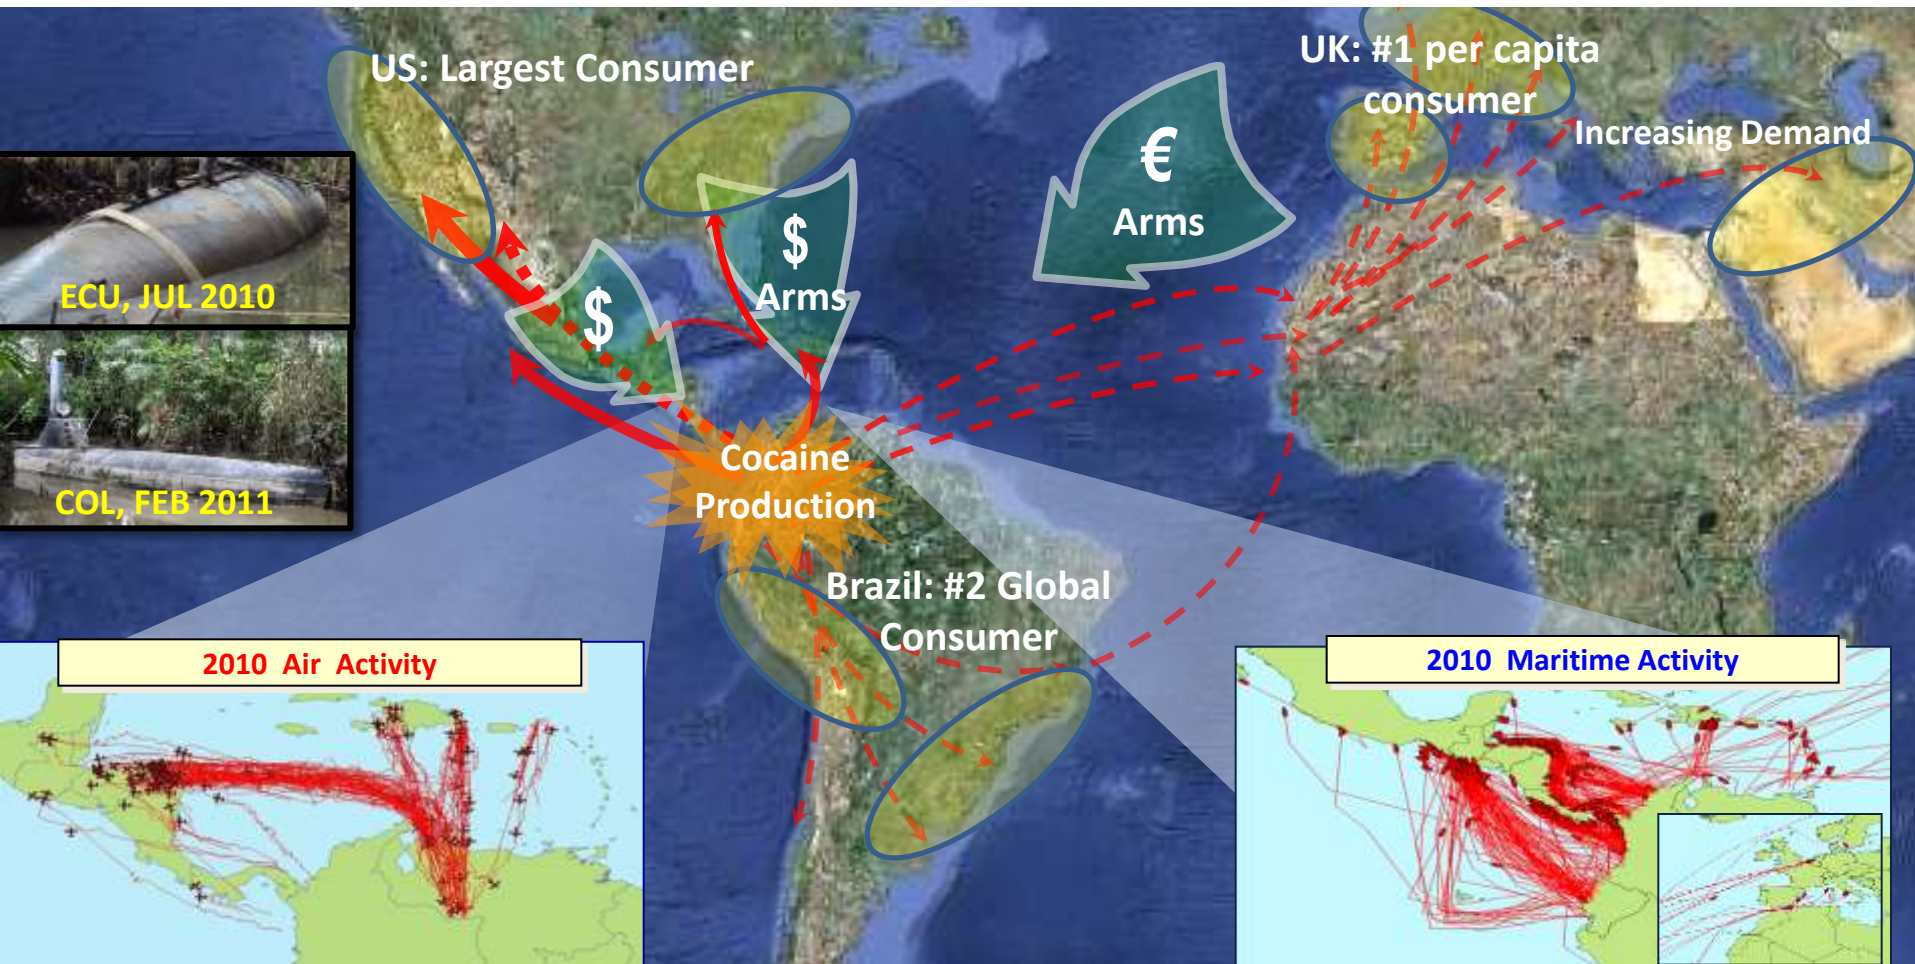 US: Largest Consumer
UK: #1 per capita
consumer
Increasing Demand
€
Arms
$
Arms
$
ECU, JUL 2010
COL, FEB 2011
Cocaine
Production
Brazil: #2 Global
Consumer
2010 Air Activity
2010 Maritime Activity